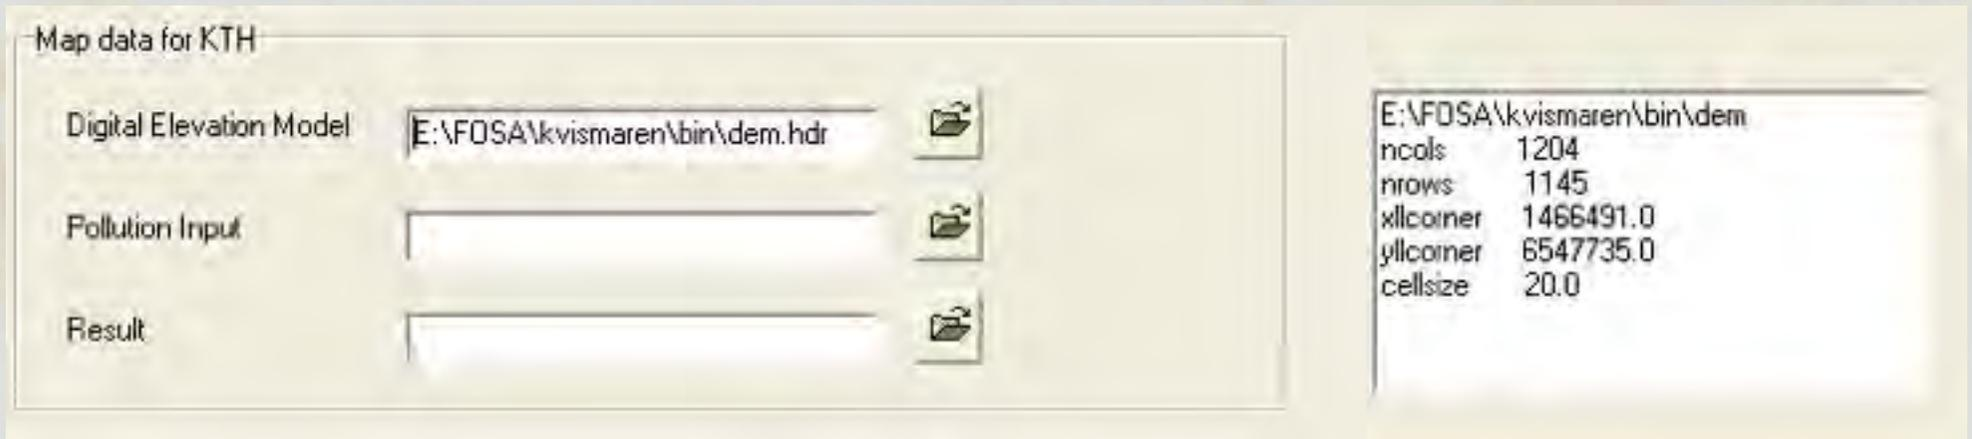 Map data for KTH
Digital Elevation Model E:\FOSA\kvismaren\bin\dem.hdr
Pollution Input
Result
E:\FOSA\kvismaren\bin\dem
ncols 1204
nrows 1145
xllcorner 1466491.0
yllcorner 6547735.0
cellsize 20.0